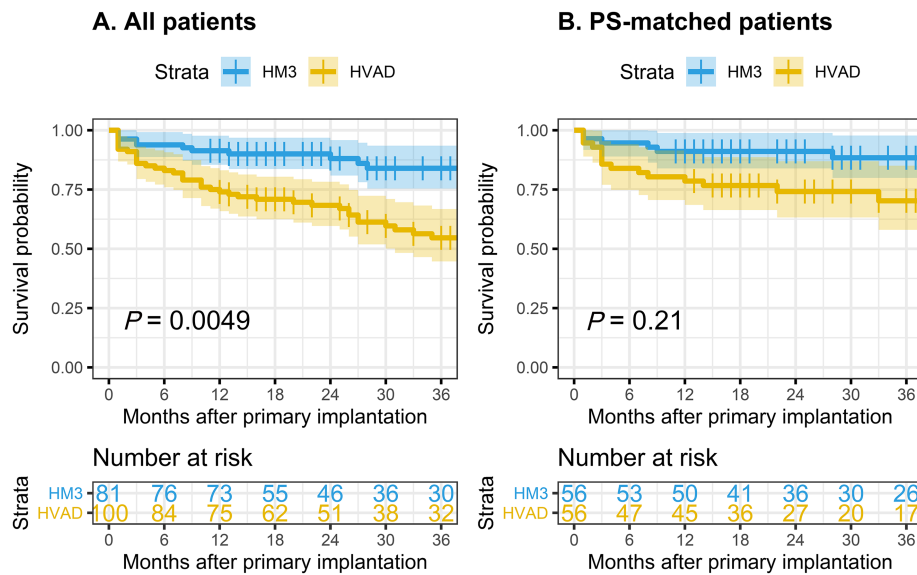 A. All patients
Strata HM3 HVAD
Survival probability
1.00
0.75
0.50
0.25
0.00
P = 0.0049
0 6 12 18 24 30 36
Months after primary implantation
Number at risk
Strata
HM3 81 76 73 55 46 36 30
HVAD 100 84 75 62 51 38 32
0 6 12 18 24 30 36
Months after primary implantation
B. PS-matched patients
Strata HM3 HVAD
Survival probability
1.00
0.75
0.50
0.25
0.00
P = 0.21
0 6 12 18 24 30 36
Months after primary implantation
Number at risk
Strata
HM3 56 53 50 41 36 30 26
HVAD 56 47 45 36 27 20 17
0 6 12 18 24 30 36
Months after primary implantation